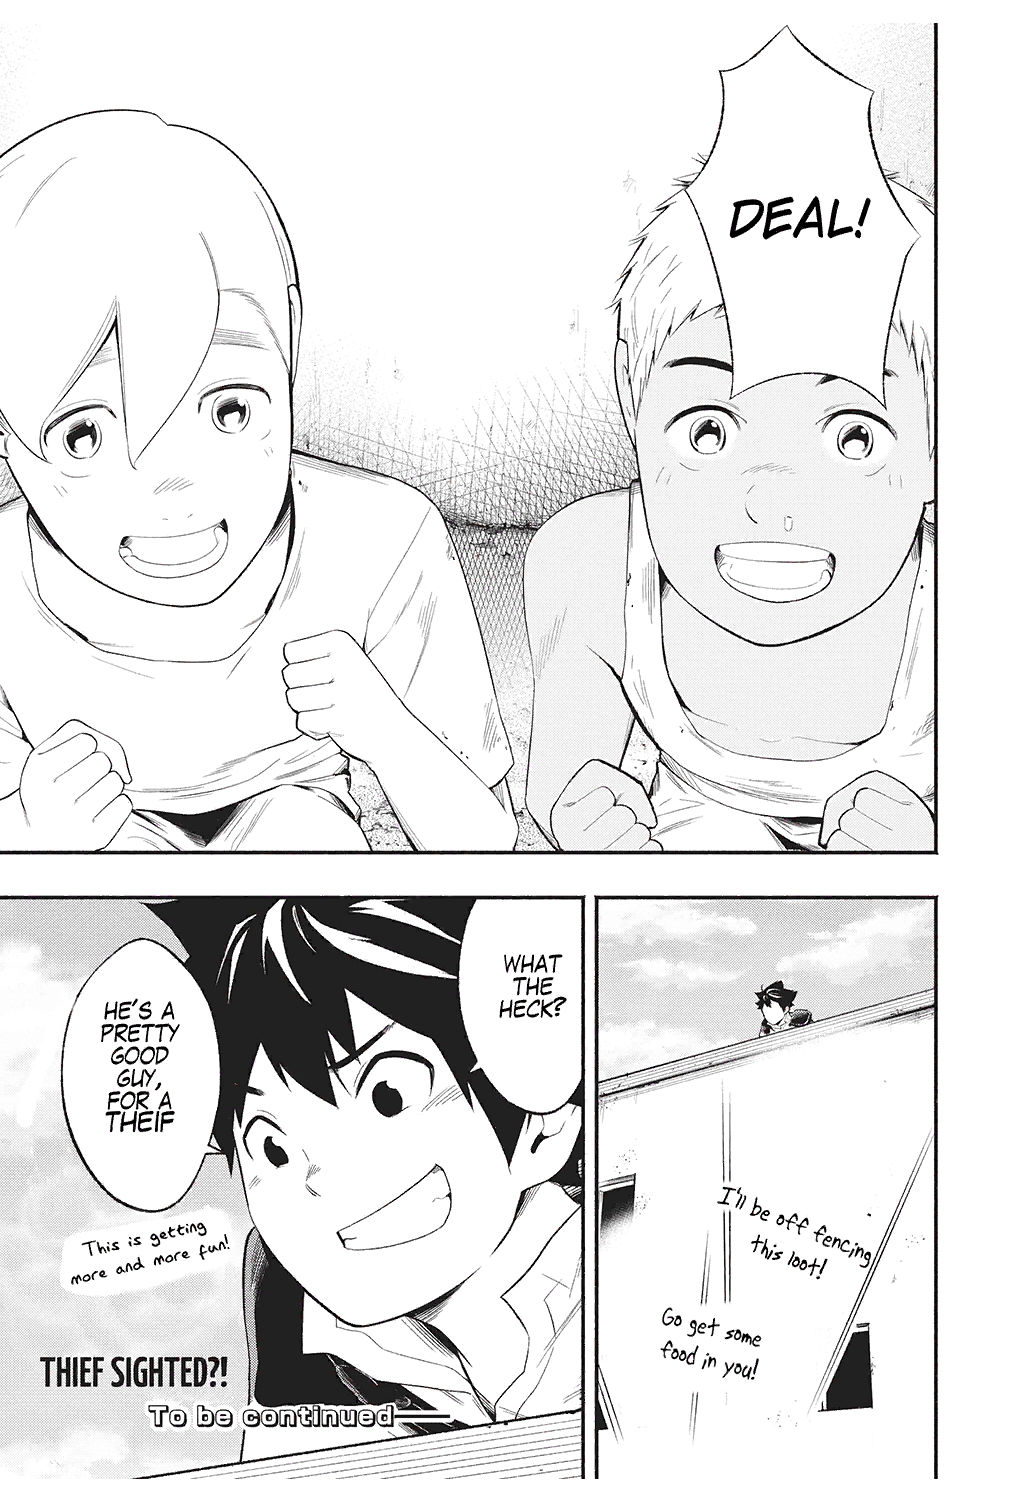 DEAL!
I'll be off fencing
this loot!
Go get some
food in you!
WHAT
THE
HECK?
HE'S A
PRETTY
GOOD
GUY,
FOR A
THEIF
This is getting
more and more fun!
THIEF SIGHTED?!
To be continued